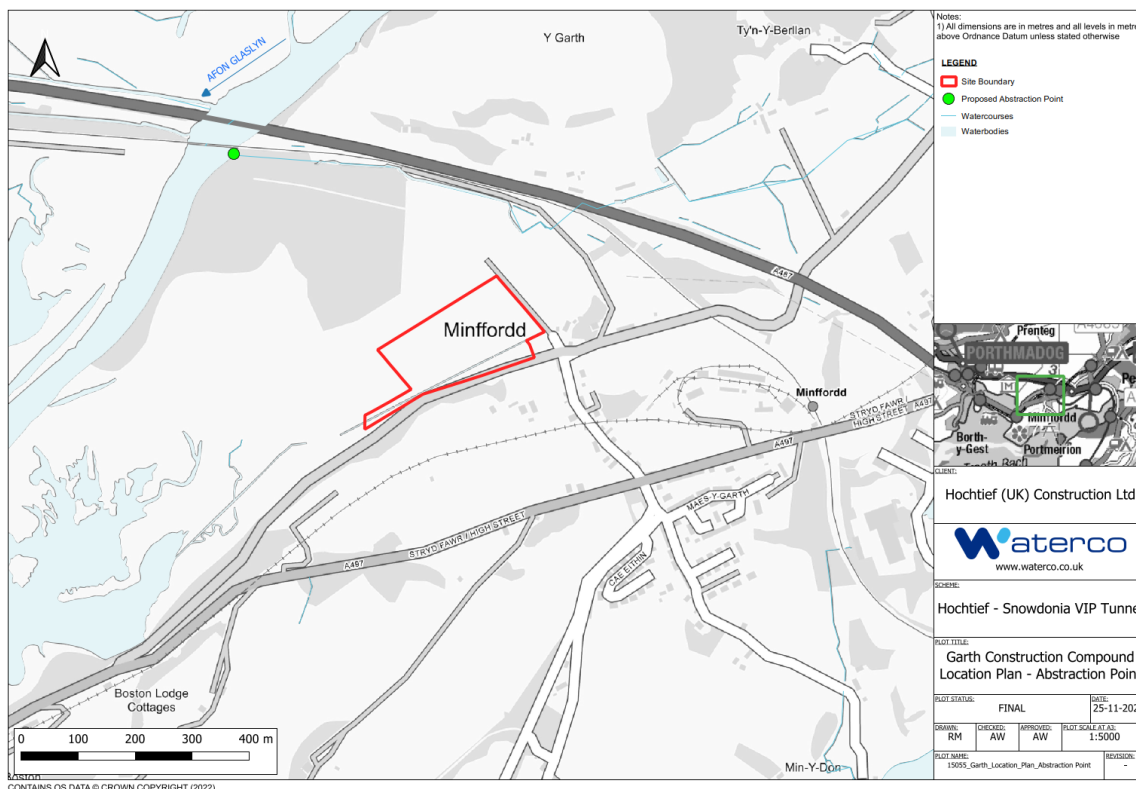 Y Garth
Ty'n-Y-Berllan
AFON GLASLYN
A487
Minffordd
Minffordd
STRYD FAWR /
HIGH STREET
A497
A497
MAES-Y-GARTH
STRYD FAWR / HIGH STREET
CAE EITHIN
A497
Boston Lodge
Cottages
0 100 200 300 400 m
Boston
Min-Y-Don
CONTAINS OS DATA © CROWN COPYRIGHT (2022)
Notes:
1) All dimensions are in metres and all levels in metre
above Ordnance Datum unless stated otherwise
LEGEND
Site Boundary
Proposed Abstraction Point
Watercourses
Waterbodies
Prenteg
PORTHMADOG
Minffordd
Borth-
y-Gest
Portmeirion
CLIENT:
Hochtief (UK) Construction Ltd
Waterco
www.waterco.co.uk
SCHEME:
Hochtief - Snowdonia VIP Tunne
PLOT TITLE:
Garth Construction Compound
Location Plan - Abstraction Poin
PLOT STATUS:
FINAL
DATE:
25-11-202
DRAWN:
RM
CHECKED:
AW
APPROVED:
AW
PLOT SCALE AT A3:
1:5000
PLOT NAME:
15055_Garth_Location_Plan_Abstraction Point
REVISION:
-